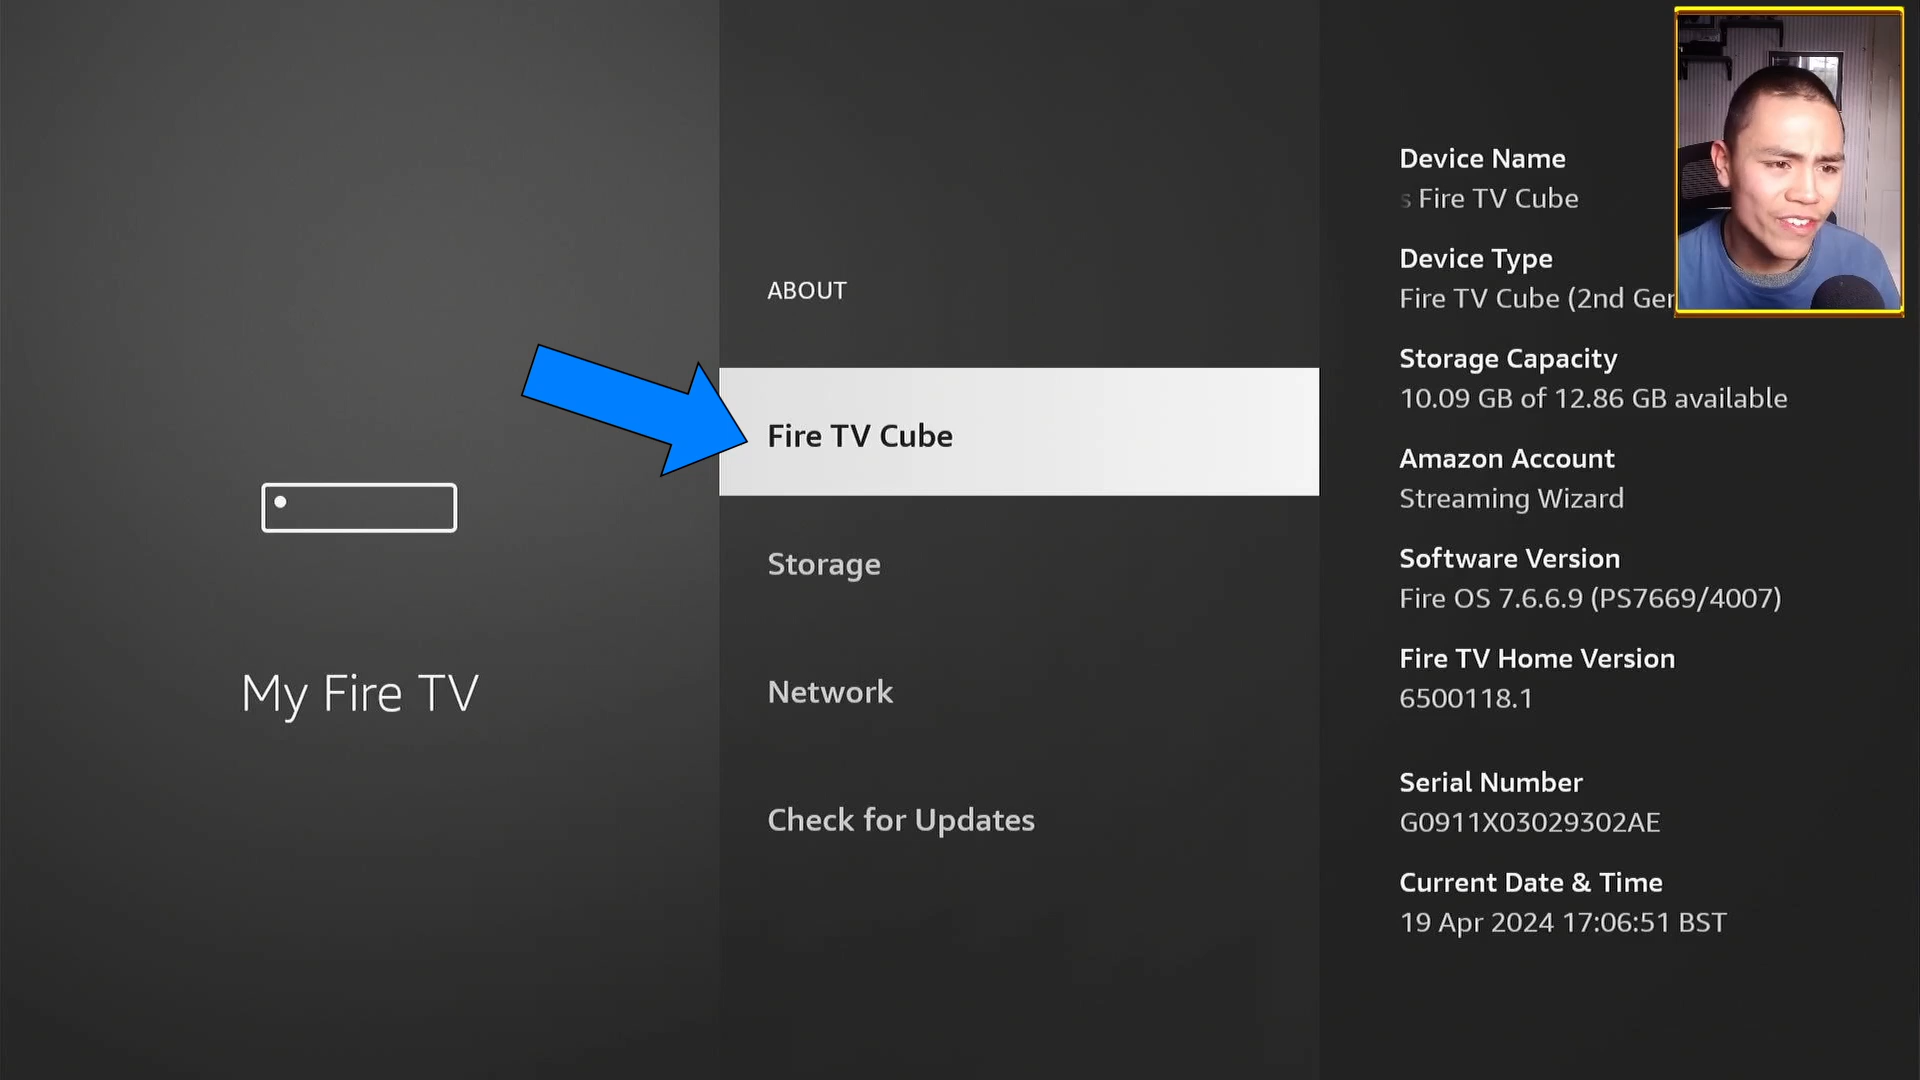 My Fire TV
ABOUT
Fire TV Cube
Storage
Network
Check for Updates
Device Name
s Fire TV Cube
Device Type
Fire TV Cube (2nd Ger
Storage Capacity
10.09 GB of 12.86 GB available
Amazon Account
Streaming Wizard
Software Version
Fire OS 7.6.6.9 (PS7669/4007)
Fire TV Home Version
6500118.1
Serial Number
G0911X03029302AE
Current Date & Time
19 Apr 2024 17:06:51 BST